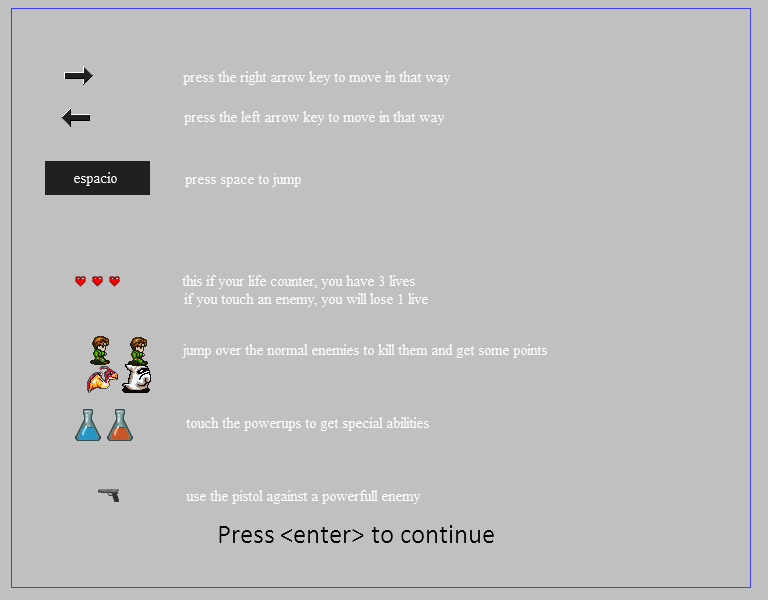 press the right arrow key to move in that way
press the left arrow key to move in that way
espacio
press space to jump
this if your life counter, you have 3 lives
if you touch an enemy, you will lose 1 live
jump over the normal enemies to kill them and get some points
touch the powerups to get special abilities
use the pistol against a powerfull enemy
Press <enter> to continue